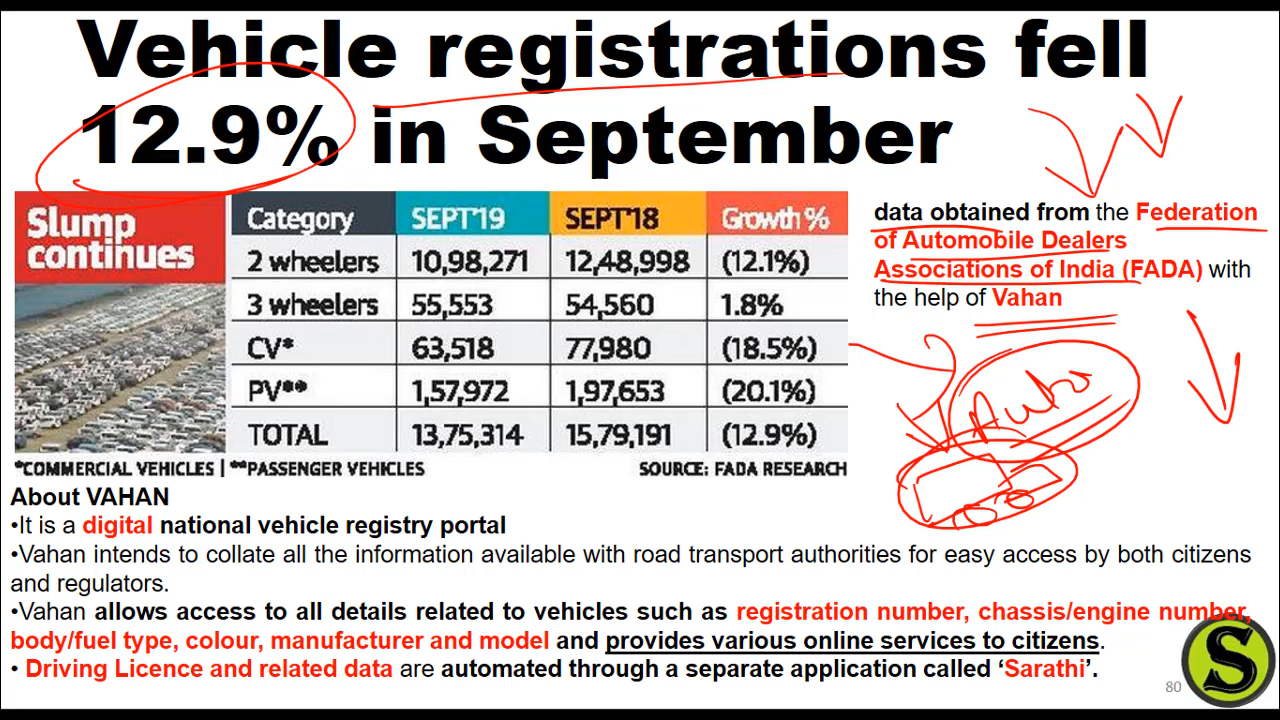 Vehicle registrations fell
12.9% in September
Slump
continues
Category SEPT'19 SEPT'18 Growth %
2 wheelers 10,98,271 12,48,998 (12.1%)
3 wheelers 55,553 54,560 1.8%
CV* 63,518 77,980 (18.5%)
PV** 1,57,972 1,97,653 (20.1%)
TOTAL 13,75,314 15,79,191 (12.9%)
*COMMERCIAL VEHICLES | **PASSENGER VEHICLES SOURCE: FADA RESEARCH
data obtained from the Federation
of Automobile Dealers
Associations of India (FADA) with
the help of Vahan
Auto
About VAHAN
•It is a digital national vehicle registry portal
•Vahan intends to collate all the information available with road transport authorities for easy access by both citizens
and regulators.
•Vahan allows access to all details related to vehicles such as registration number, chassis/engine number,
body/fuel type, colour, manufacturer and model and provides various online services to citizens.
• Driving Licence and related data are automated through a separate application called ‘Sarathi’.
80
S